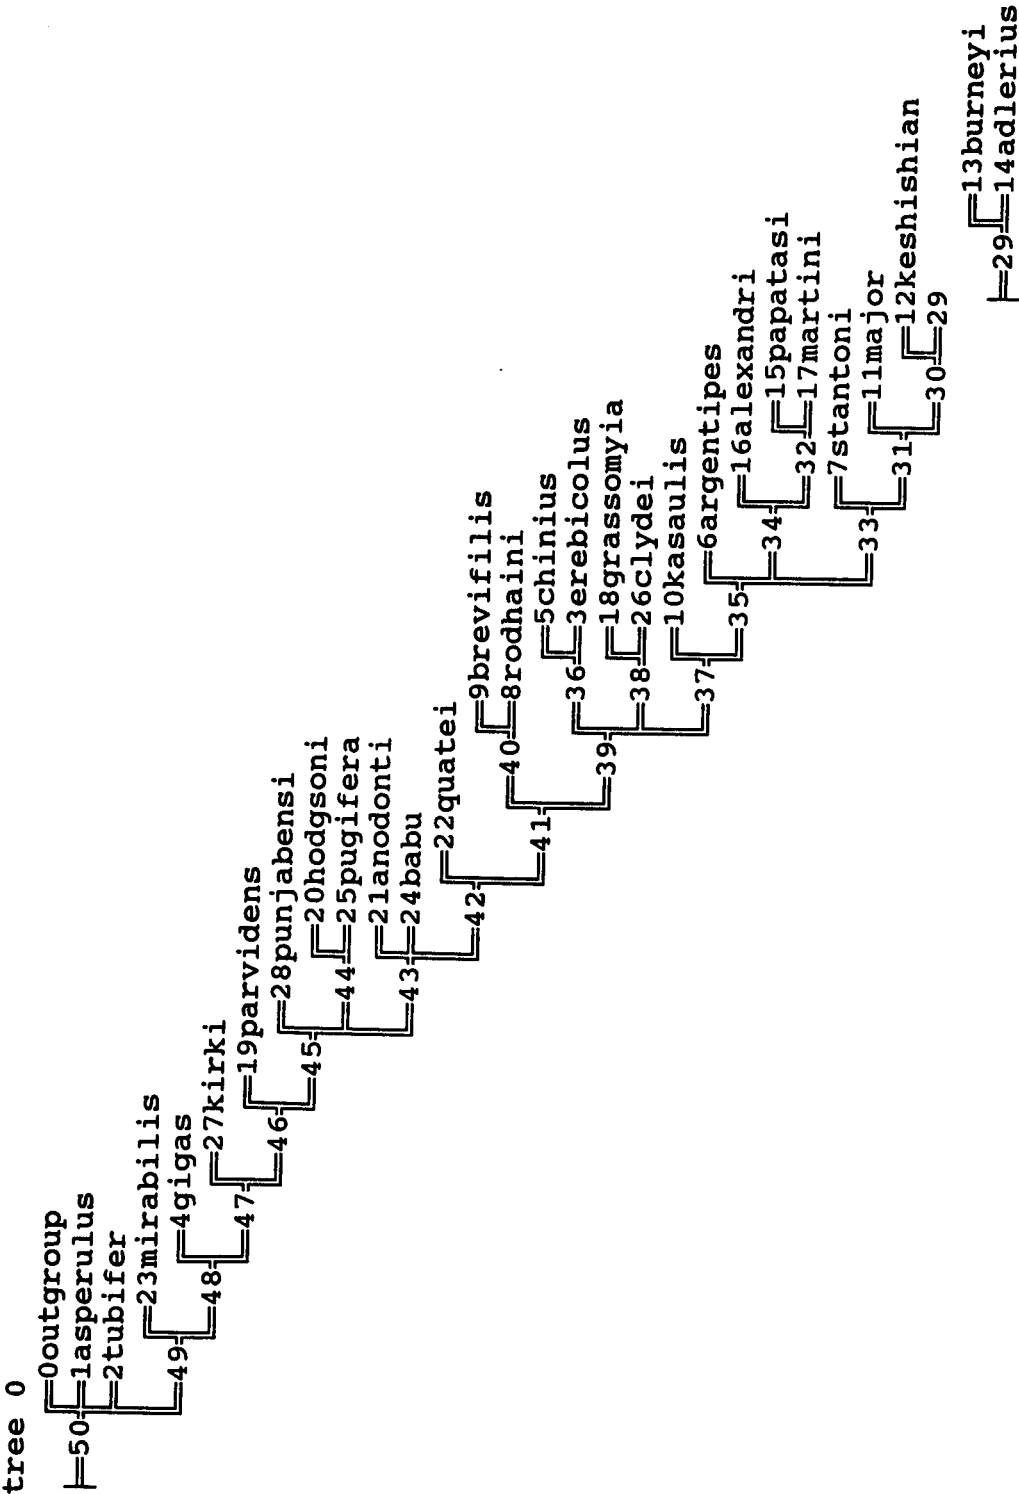 tree 0
0outgroup
1asperulus
50 2tubifer
49 23mirabilis
48 4gigas
47 27kirki
46 19parvidens
45 28punjabensi
44 20hodgsoni
25pugifera
43 21anodonti
24babu
42 22quatei
41 40 9brevifilis
8rodhaini
39 36 5chinius
3erebicolus
38 18grassomyia
26clydei
37 10kasaulis
35 6argentipes
34 16alexandri
32 15papatasi
17martini
33 7stantoni
31 11major
30 12keshishian
29
29 13burneyi
14adlerius